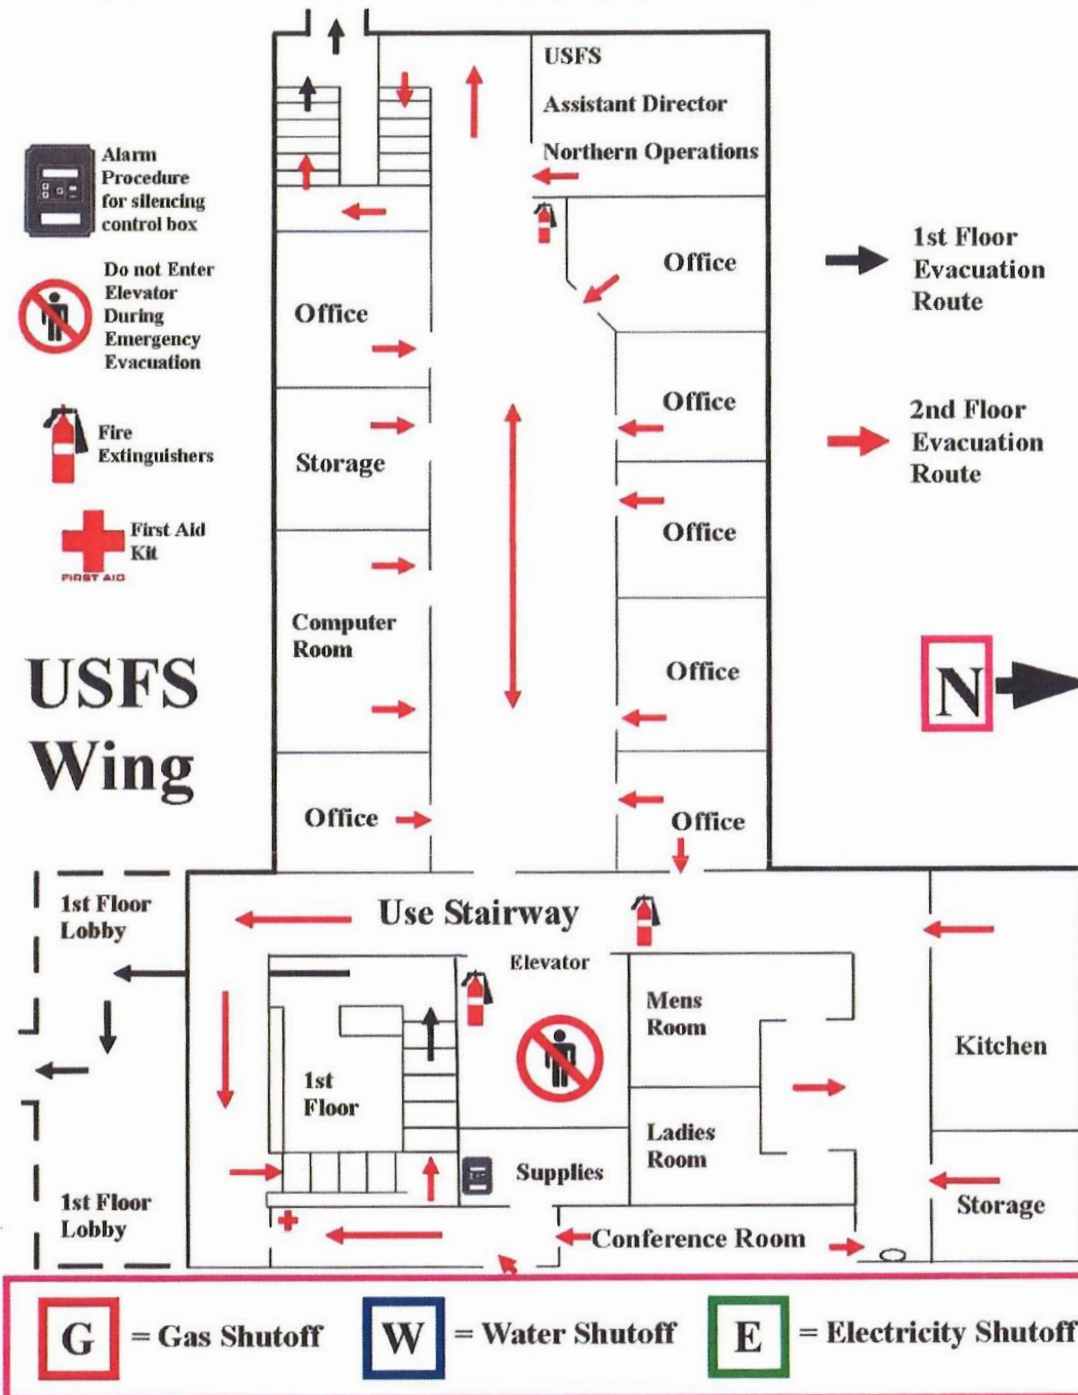 USFS
Assistant Director
Northern Operations
Alarm
Procedure
for silencing
control box
Do not Enter
Elevator
During
Emergency
Evacuation
Fire
Extinguishers
First Aid
Kit
FIRST AID
USFS
Wing
Office
Storage
Computer
Room
Office
Office
Office
Office
Office
Office
1st Floor
Evacuation
Route
2nd Floor
Evacuation
Route
N
1st Floor
Lobby
Use Stairway
Elevator
Mens
Room
Kitchen
1st
Floor
Ladies
Room
Supplies
Storage
1st Floor
Lobby
Conference Room
G = Gas Shutoff
W = Water Shutoff
E = Electricity Shutoff